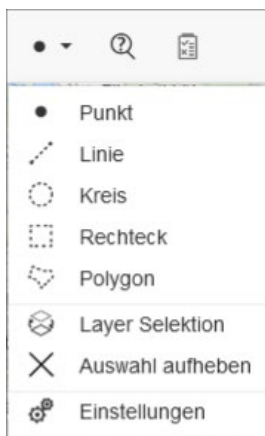 Punkt
Linie
Kreis
Rechteck
Polygon
Layer Selektion
Auswahl aufheben
Einstellungen